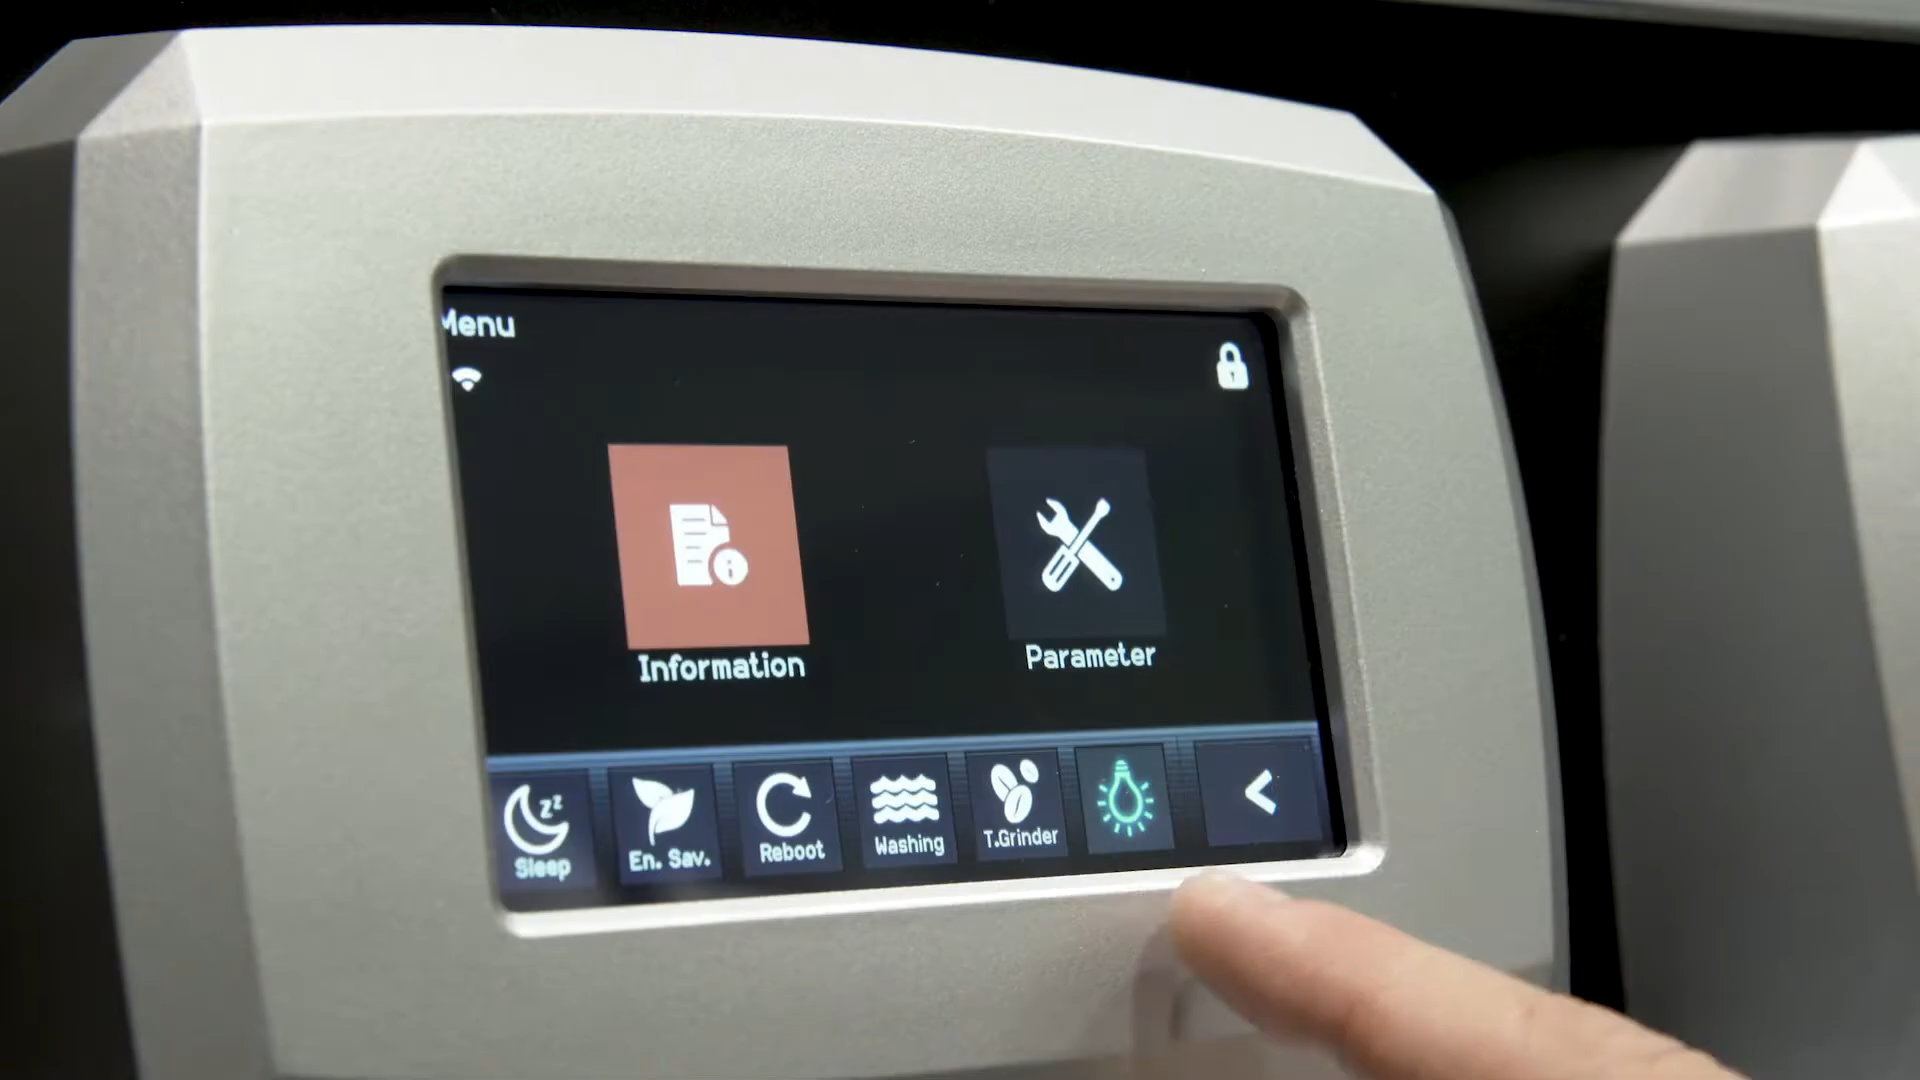 Menu
Information
Parameter
Sleep
En. Sav.
Reboot
Washing
T.Grinder